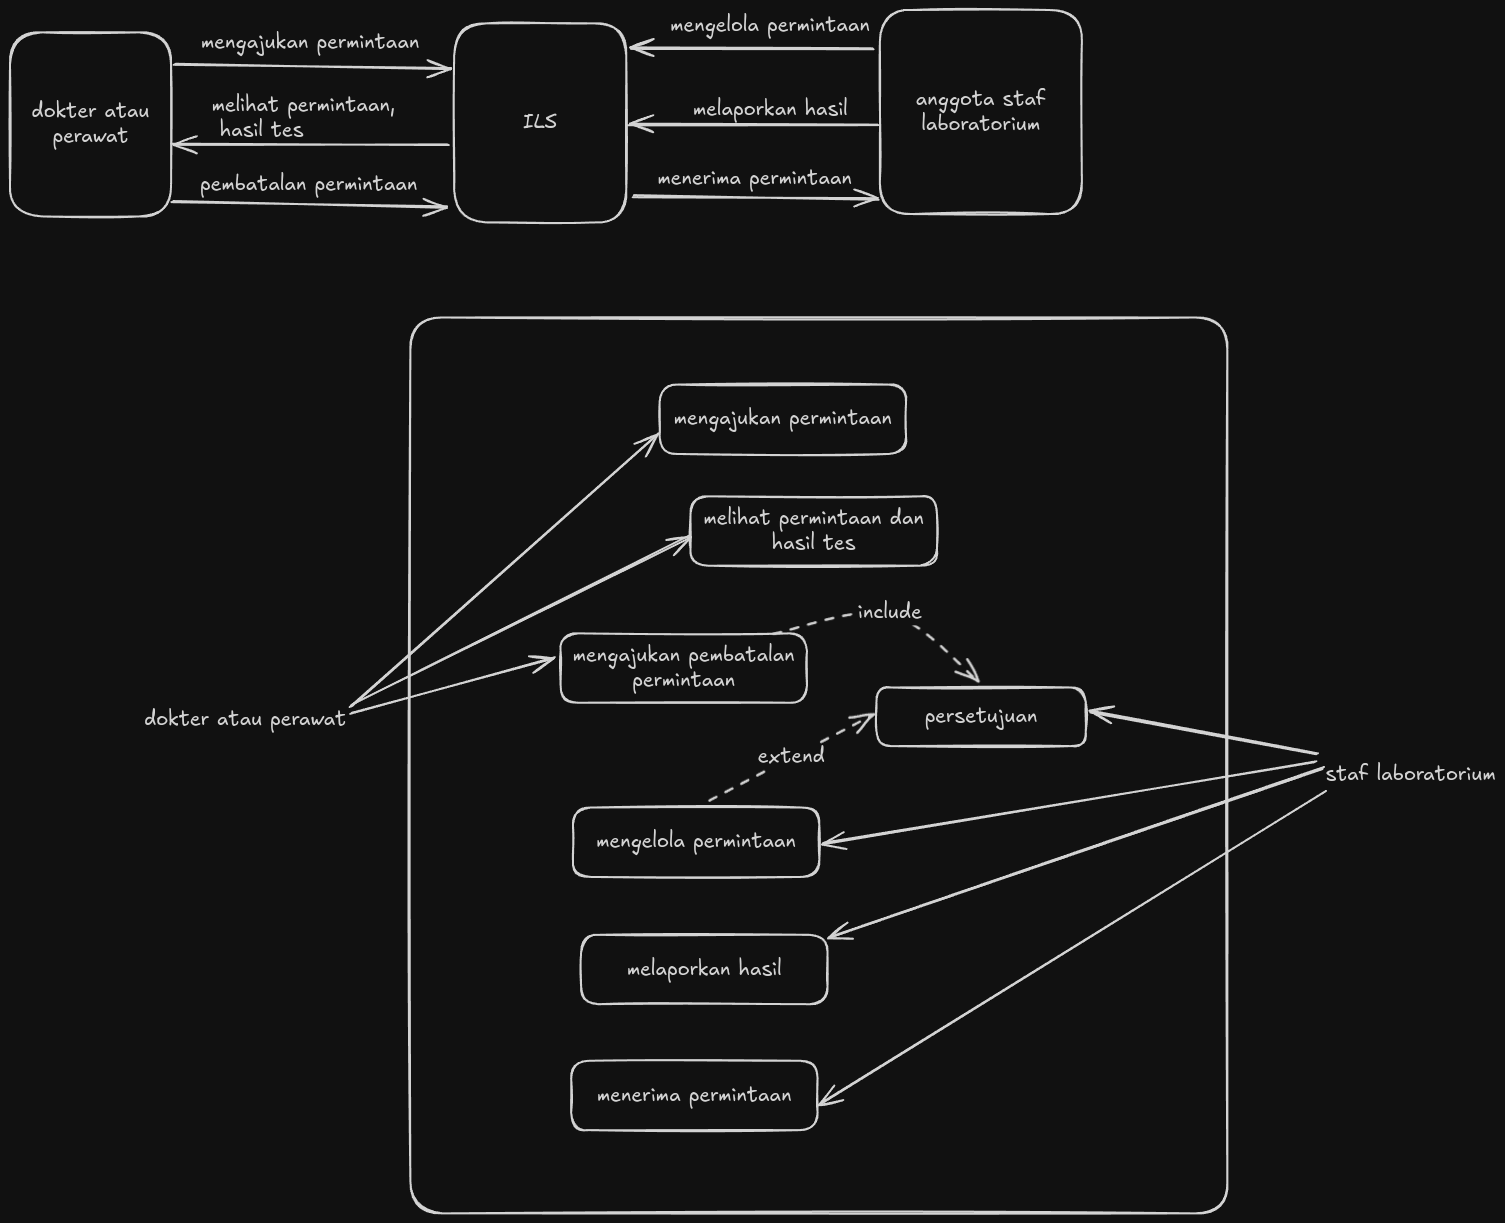 mengajukan permintaan
melihat permintaan,
hasil tes
pembatalan permintaan
dokter atau
perawat
ILS
mengelola permintaan
melaporkan hasil
menerima permintaan
anggota staf
laboratorium
mengajukan permintaan
melihat permintaan dan
hasil tes
include
mengajukan pembatalan
permintaan
dokter atau perawat
persetujuan
extend
staf laboratorium
mengelola permintaan
melaporkan hasil
menerima permintaan